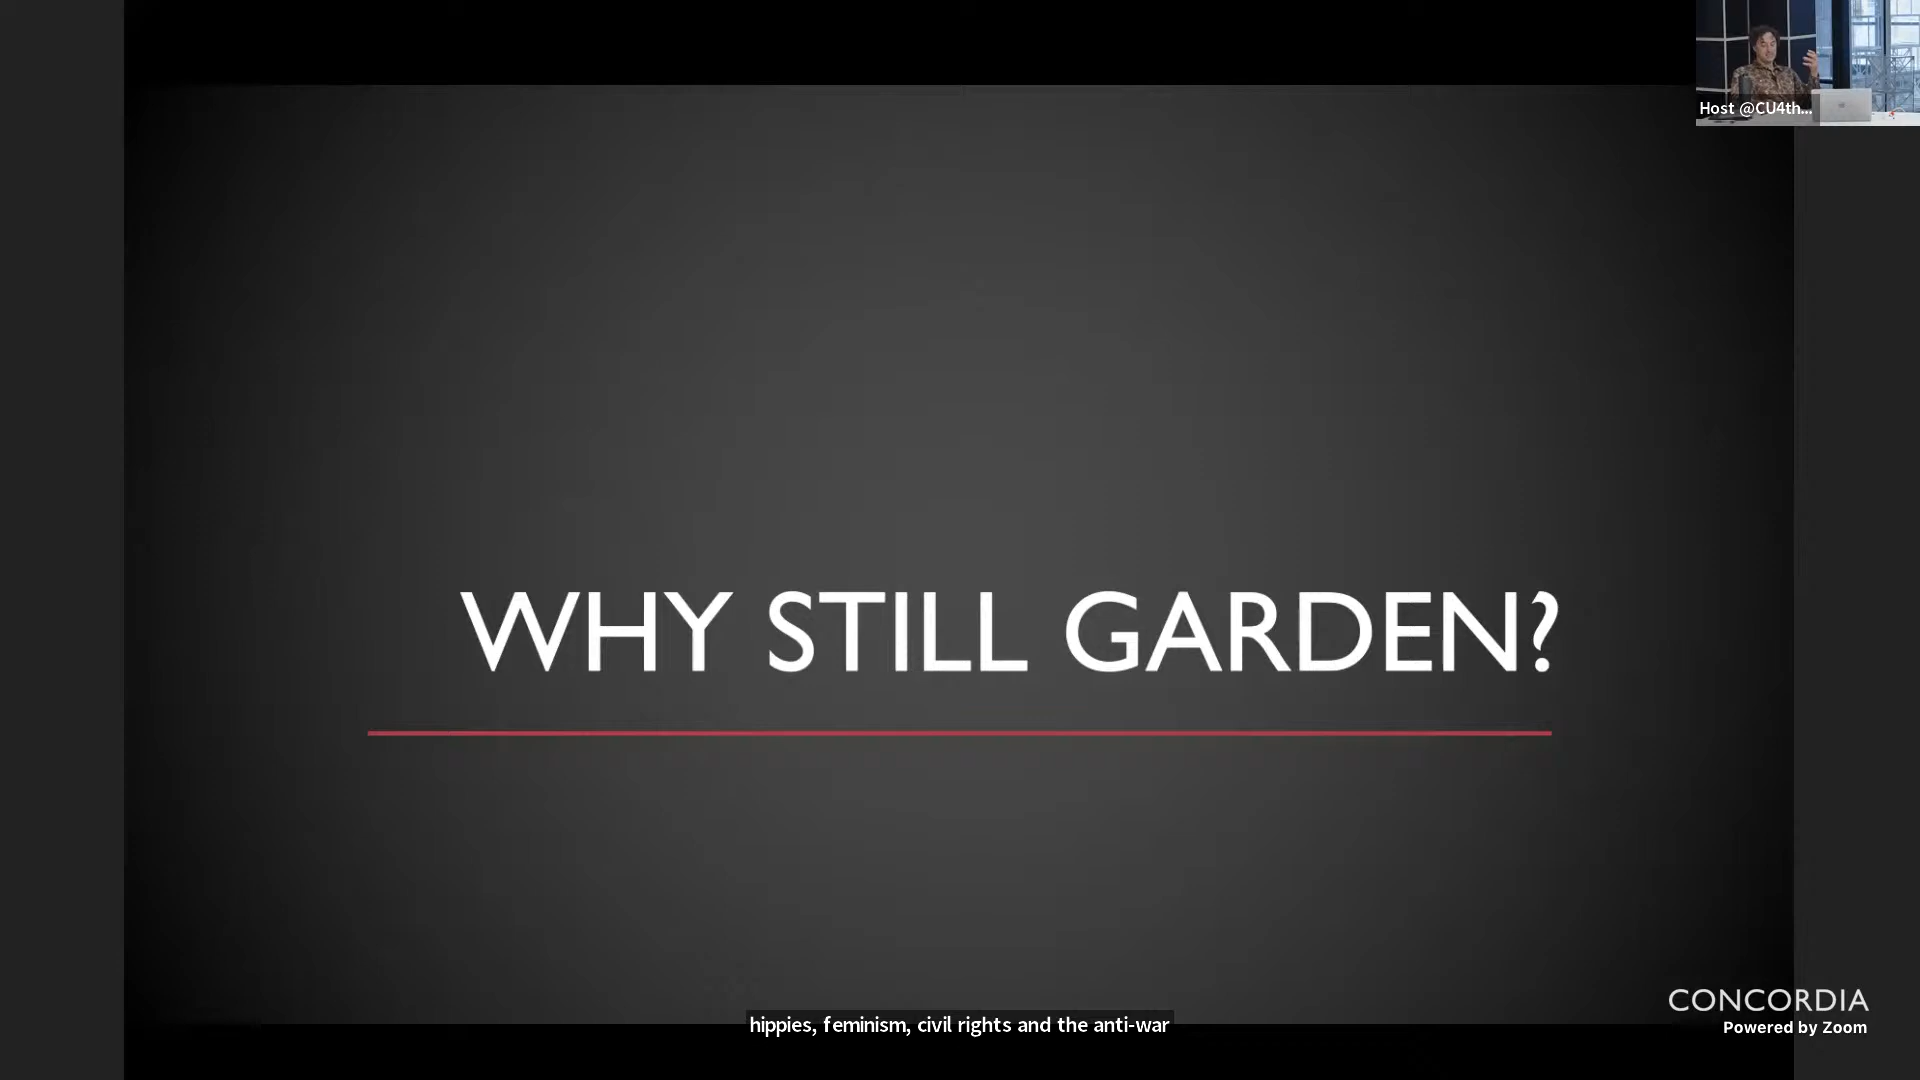 Host @CU4th...
WHY STILL GARDEN?
hippies, feminism, civil rights and the anti-war
CONCORDIA
Powered by Zoom